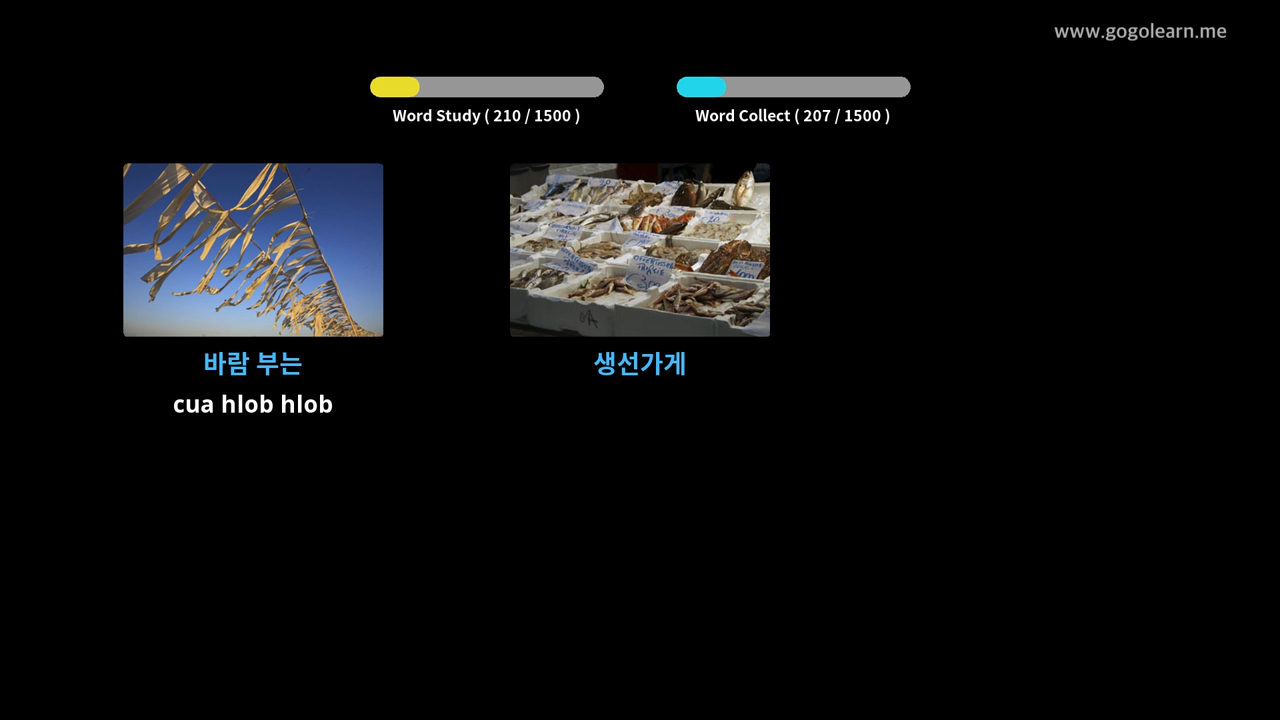 www.gogolearn.me
Word Study ( 210 / 1500 )
Word Collect ( 207 / 1500 )
바람 부는
생선가게
cua hlob hlob